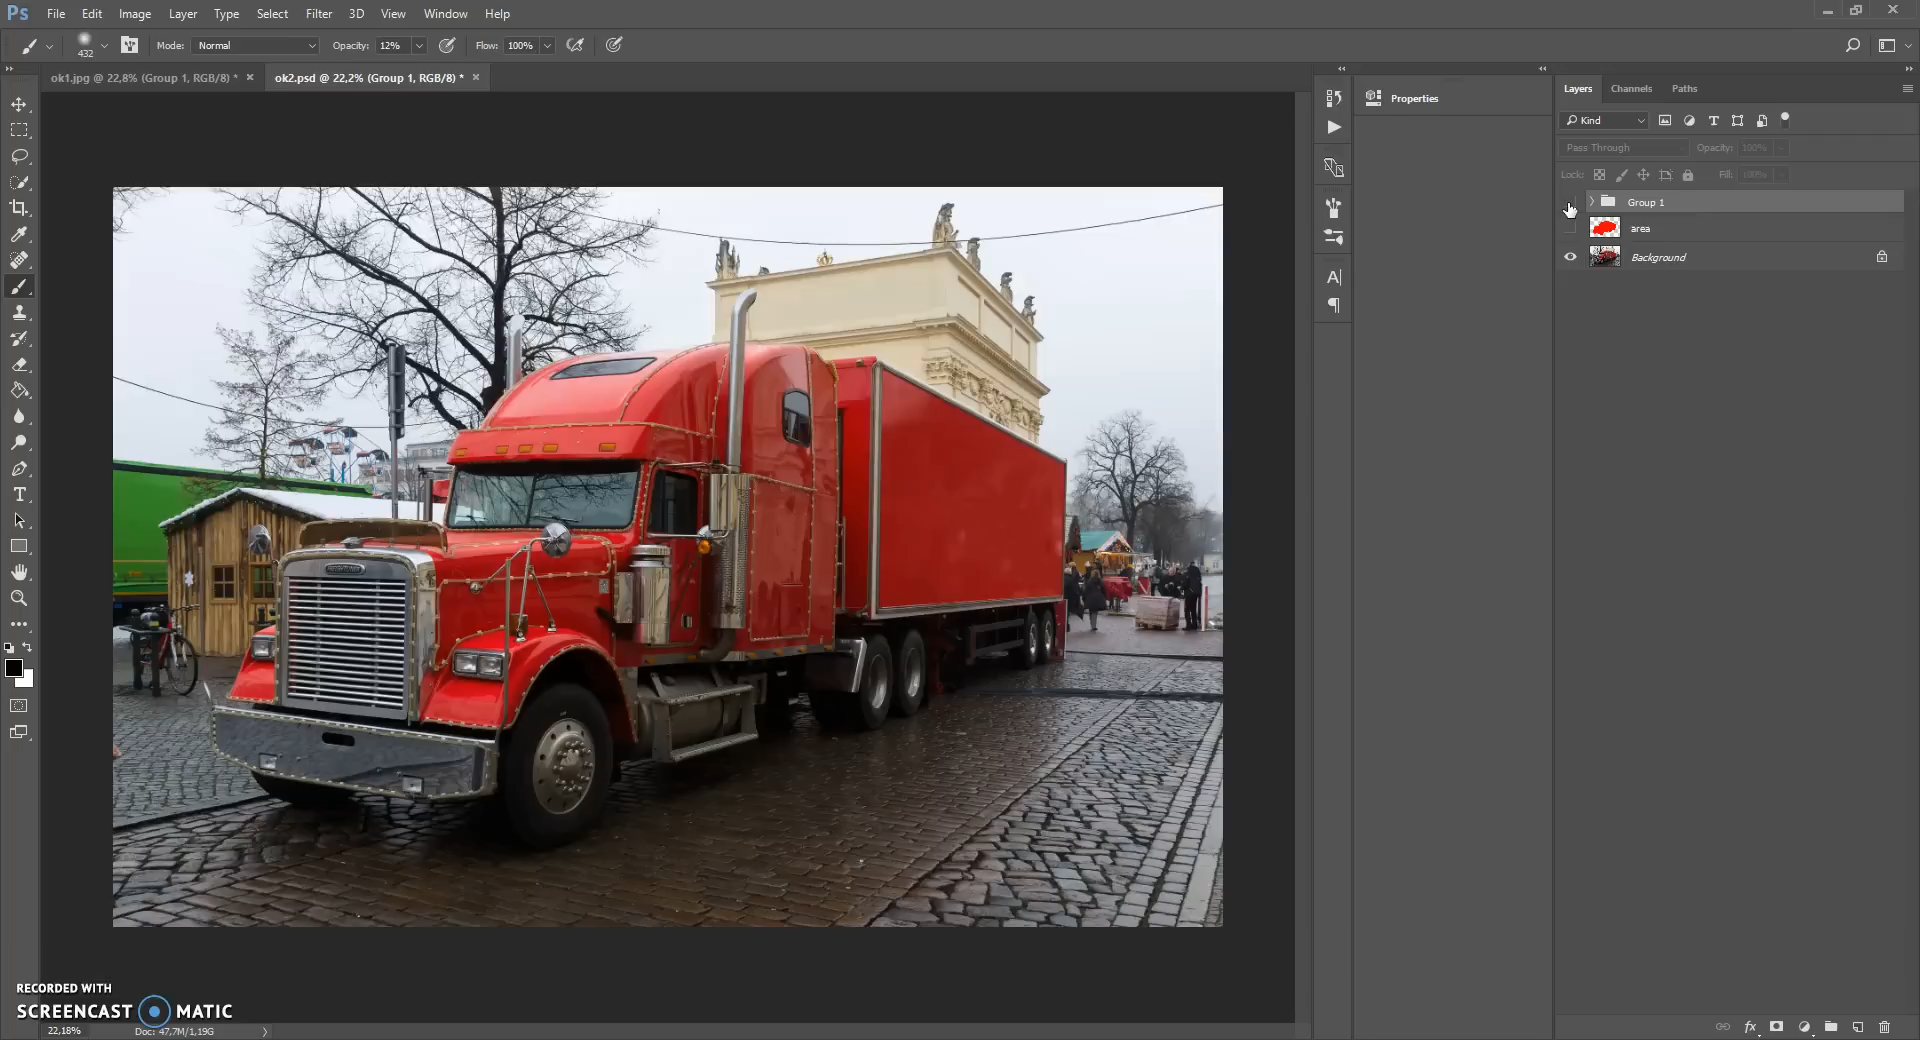 Ps File Edit Image Layer Type Select Filter 3D View Window Help
432 Mode: Normal Opacity: 12% Flow: 100%
ok1.jpg @ 22,8% (Group 1, RGB/8) * ok2.psd @ 22,2% (Group 1, RGB/8) *
Properties
Layers Channels Paths
Kind
Pass Through Opacity: 100%
Lock: Fill: 100%
Group 1
area
Background
RECORDED WITH
SCREENCAST MATIC
22,18% Doc: 47,7M/1,19G